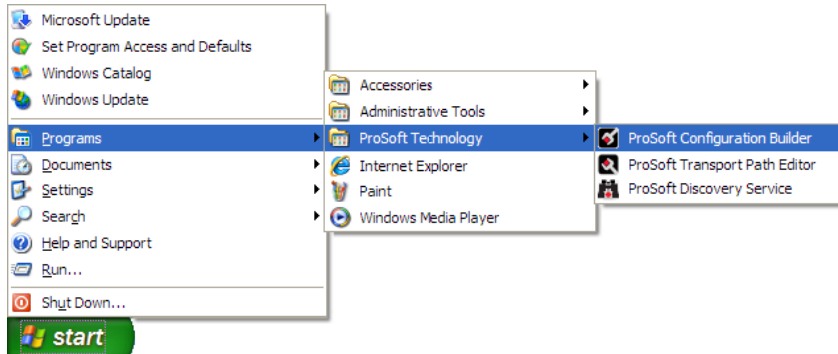 Microsoft Update
Set Program Access and Defaults
Windows Catalog
Windows Update
Programs
Documents
Settings
Search
Help and Support
Run...
Shut Down...
start
Accessories
Administrative Tools
ProSoft Technology
Internet Explorer
Paint
Windows Media Player
ProSoft Configuration Builder
ProSoft Transport Path Editor
ProSoft Discovery Service